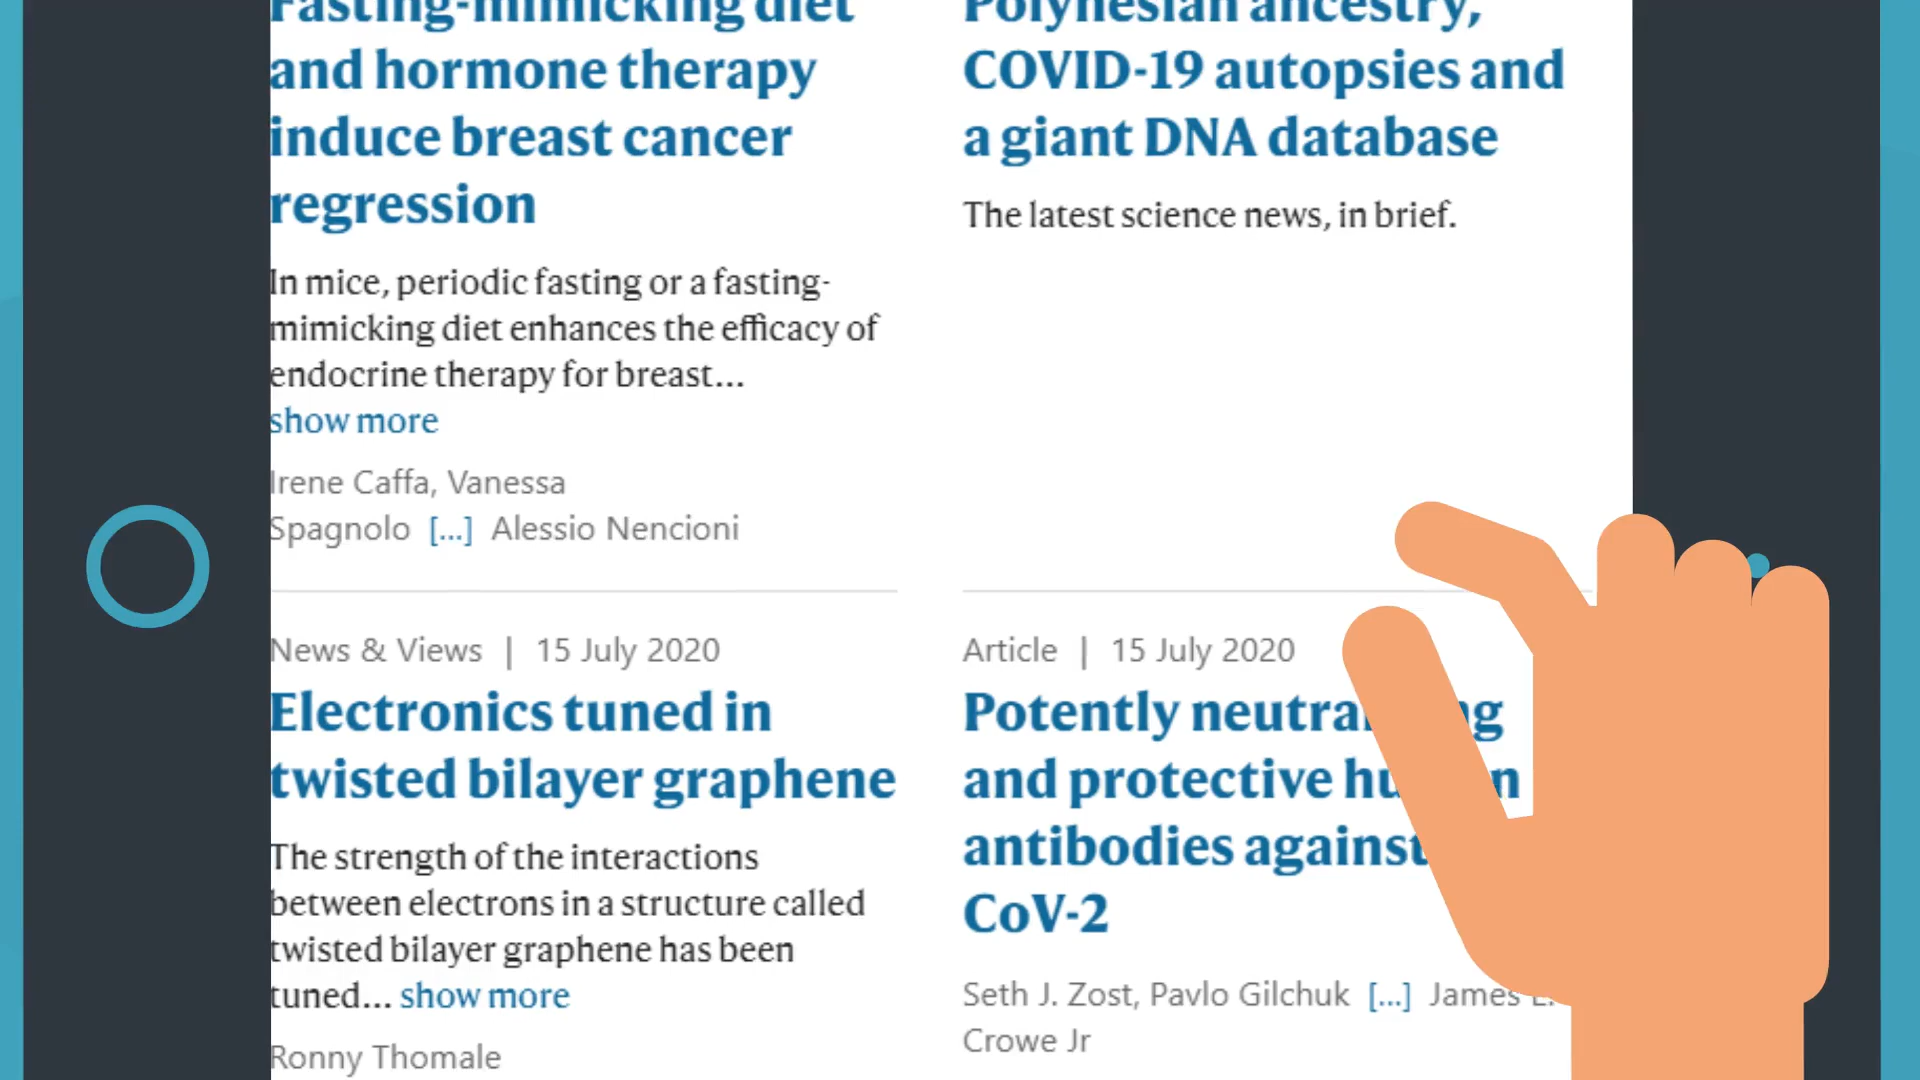 Fasting-mimicking diet
and hormone therapy
induce breast cancer
regression
In mice, periodic fasting or a fasting-
mimicking diet enhances the efficacy of
endocrine therapy for breast...
show more
Irene Caffa, Vanessa
Spagnolo [...] Alessio Nencioni
Polynesian ancestry,
COVID-19 autopsies and
a giant DNA database
The latest science news, in brief.
News & Views | 15 July 2020
Electronics tuned in
twisted bilayer graphene
The strength of the interactions
between electrons in a structure called
twisted bilayer graphene has been
tuned... show more
Ronny Thomale
Article | 15 July 2020
Potently
and protective
antibodies against
CoV-2
Seth J. Zost, Pavlo Gilchuk [...] James E.
Crowe Jr